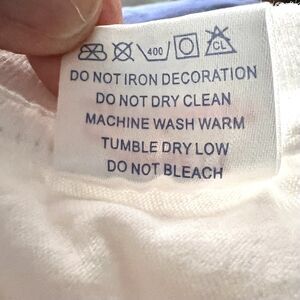 400 CL
DO NOT IRON DECORATION
DO NOT DRY CLEAN
MACHINE WASH WARM
TUMBLE DRY LOW
DO NOT BLEACH